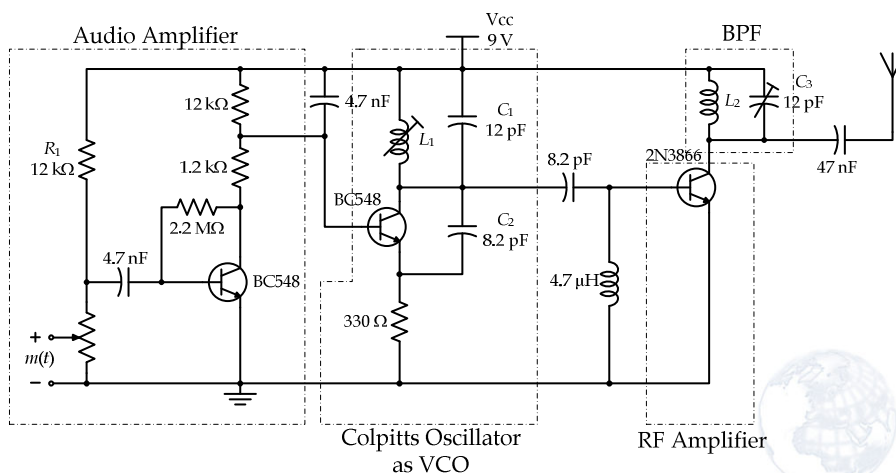 Audio Amplifier
Vcc
9 V
BPF
12 kΩ
4.7 nF
C1
12 pF
L1
L2
C3
12 pF
R1
12 kΩ
1.2 kΩ
8.2 pF
2N3866
47 nF
BC548
2.2 MΩ
C2
8.2 pF
4.7 nF
BC548
4.7 μH
330 Ω
+
m(t)
−
Colpitts Oscillator
as VCO
RF Amplifier